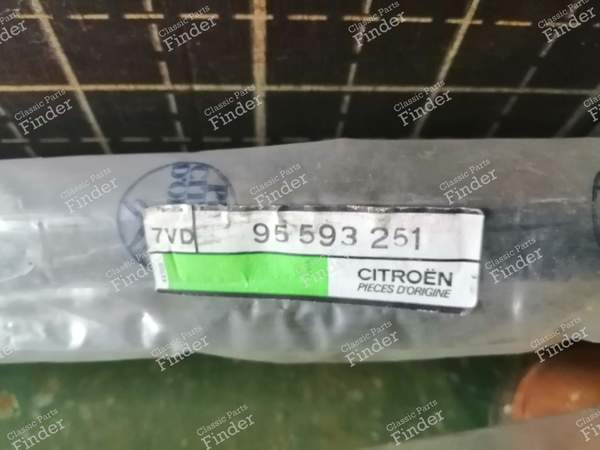 7VD 95 593 251
CITROËN
PIECES D'ORIGINE
Classic Parts
Finder